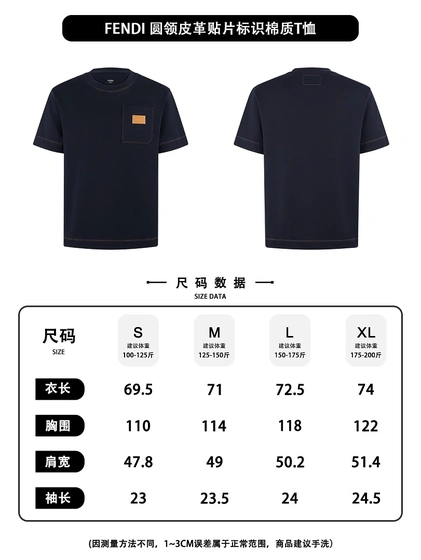 FENDI 圆领皮革贴片标识棉质T恤
尺码数据
SIZE DATA
尺码 S M L XL
SIZE 建议体重 建议体重 建议体重 建议体重
100-125斤 125-150斤 150-175斤 175-200斤
衣长 69.5 71 72.5 74
胸围 110 114 118 122
肩宽 47.8 49 50.2 51.4
袖长 23 23.5 24 24.5
(因测量方法不同，1~3CM误差属于正常范围，商品建议手洗)